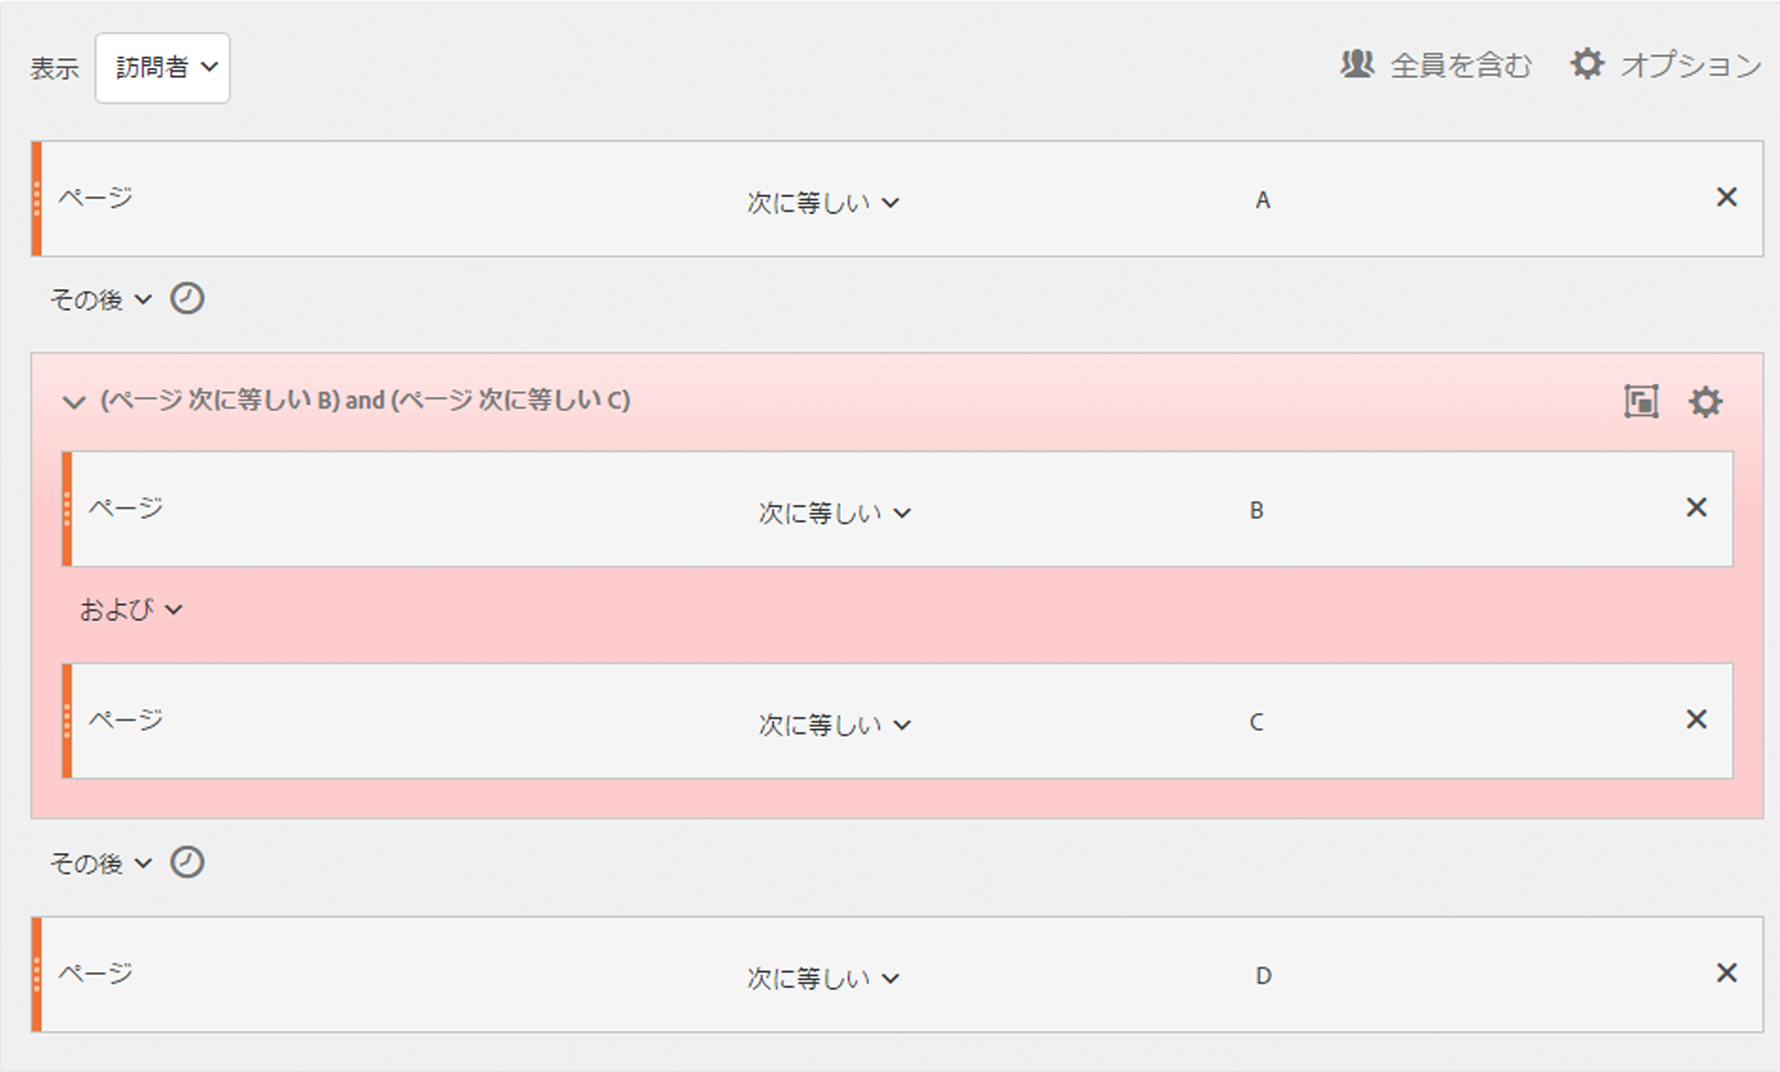 表示 訪問者 全員を含む オプション
ページ 次に等しい A
その後
(ページ 次に等しい B) and (ページ 次に等しい C)
ページ 次に等しい B
および
ページ 次に等しい C
その後
ページ 次に等しい D